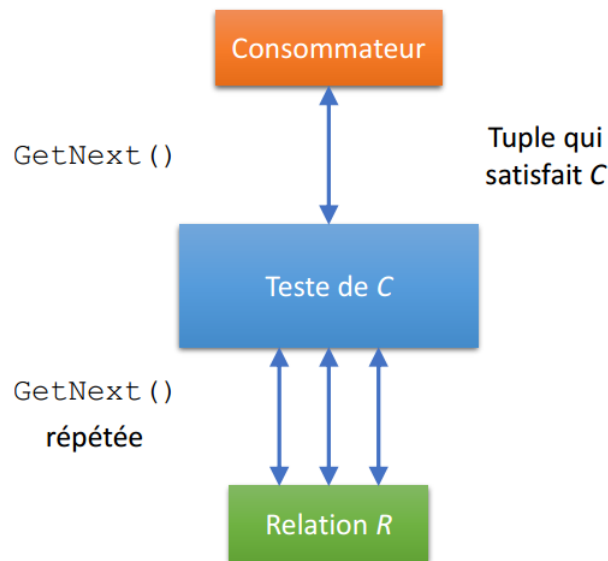 Consommateur
GetNext()
Tuple qui
satisfait C
Teste de C
GetNext()
répétée
Relation R